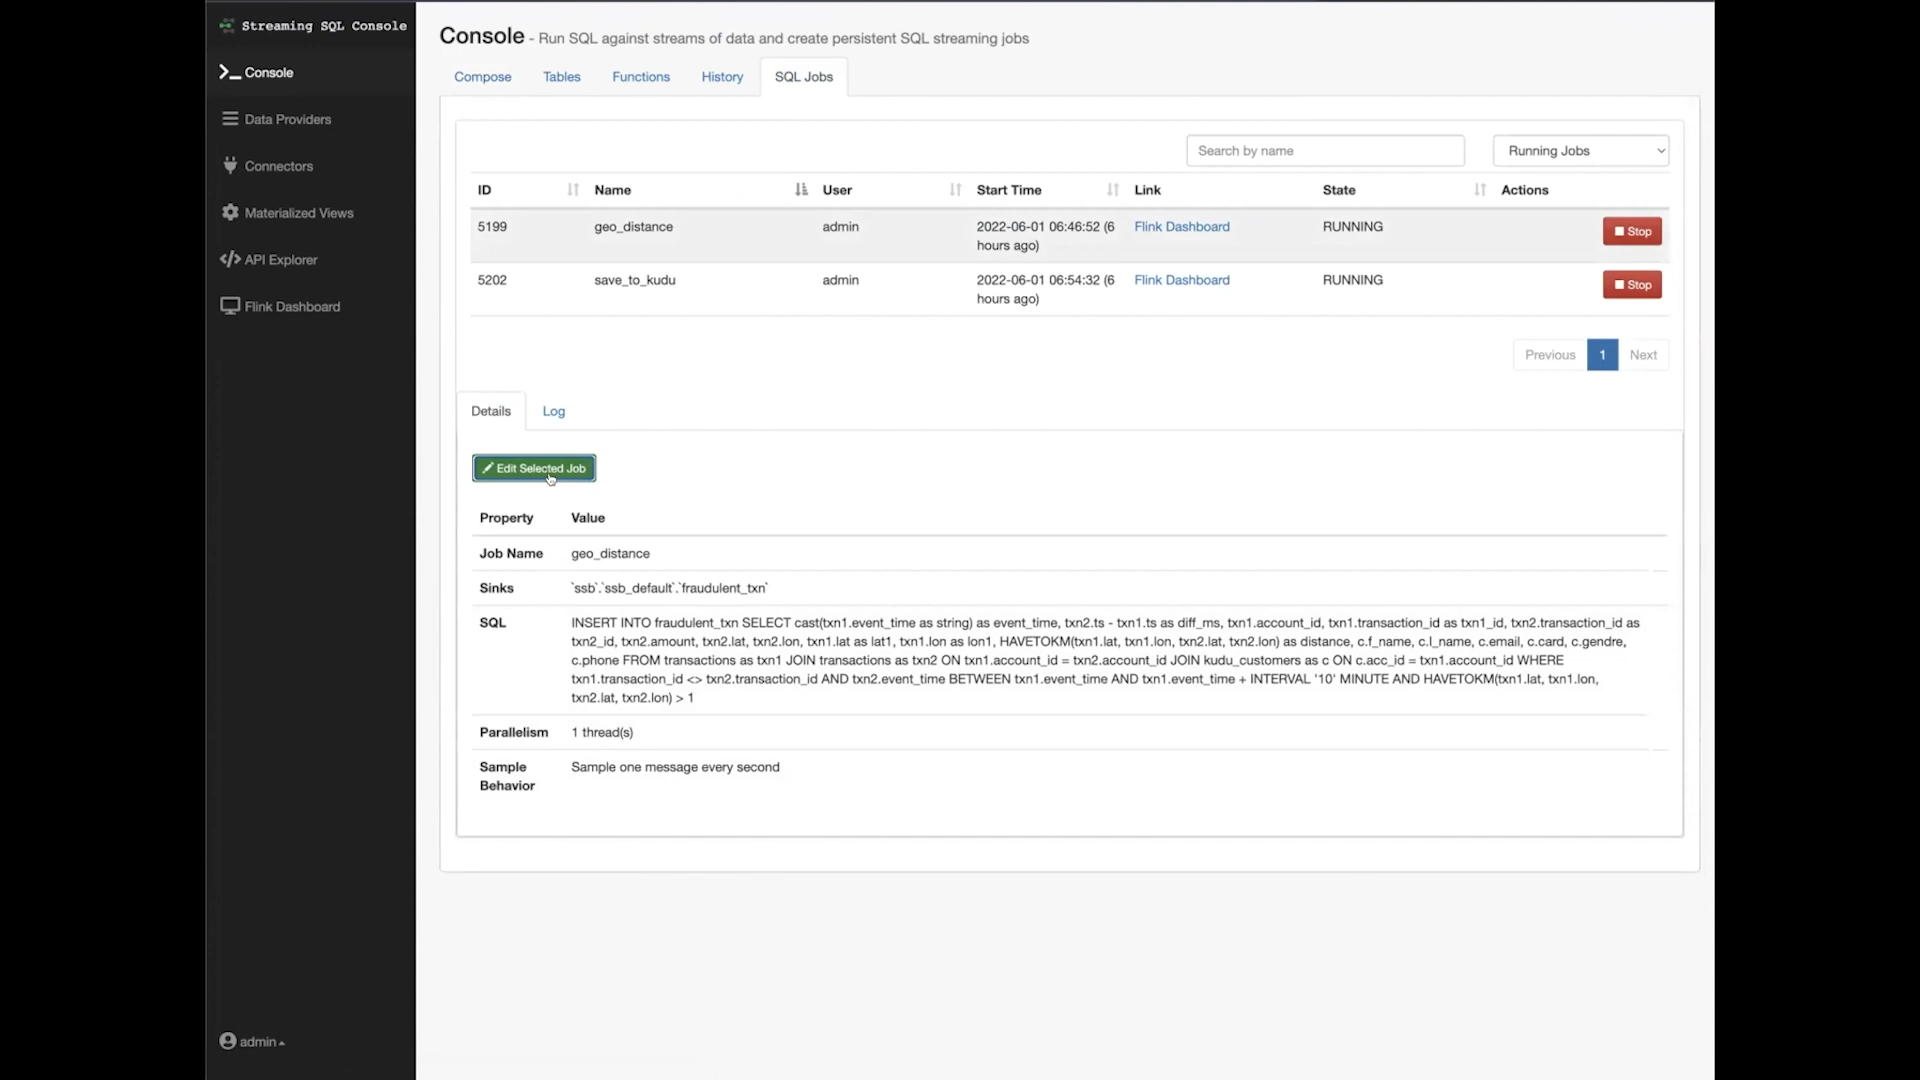 Streaming SQL Console
Console
Data Providers
Connectors
Materialized Views
API Explorer
Flink Dashboard
admin
Console - Run SQL against streams of data and create persistent SQL streaming jobs
Compose Tables Functions History SQL Jobs
Search by name Running Jobs
ID Name User Start Time Link State Actions
5199 geo_distance admin 2022-06-01 06:46:52 (6 Flink Dashboard RUNNING Stop
hours ago)
5202 save_to_kudu admin 2022-06-01 06:54:32 (6 Flink Dashboard RUNNING Stop
hours ago)
Previous 1 Next
Details Log
Edit Selected Job
Property Value
Job Name geo_distance
Sinks `ssb`.`ssb_default`.`fraudulent_txn`
SQL INSERT INTO fraudulent_txn SELECT cast(txn1.event_time as string) as event_time, txn2.ts - txn1.ts as diff_ms, txn1.account_id, txn1.transaction_id as txn1_id, txn2.transaction_id as
txn2_id, txn2.amount, txn2.lat, txn2.lon, txn1.lat as lat1, txn1.lon as lon1, HAVETOKM(txn1.lat, txn1.lon, txn2.lat, txn2.lon) as distance, c.f_name, c.l_name, c.email, c.card, c.gendre,
c.phone FROM transactions as txn1 JOIN transactions as txn2 ON txn1.account_id = txn2.account_id JOIN kudu_customers as c ON c.acc_id = txn1.account_id WHERE
txn1.transaction_id <> txn2.transaction_id AND txn2.event_time BETWEEN txn1.event_time AND txn1.event_time + INTERVAL '10' MINUTE AND HAVETOKM(txn1.lat, txn1.lon,
txn2.lat, txn2.lon) > 1
Parallelism 1 thread(s)
Sample Sample one message every second
Behavior